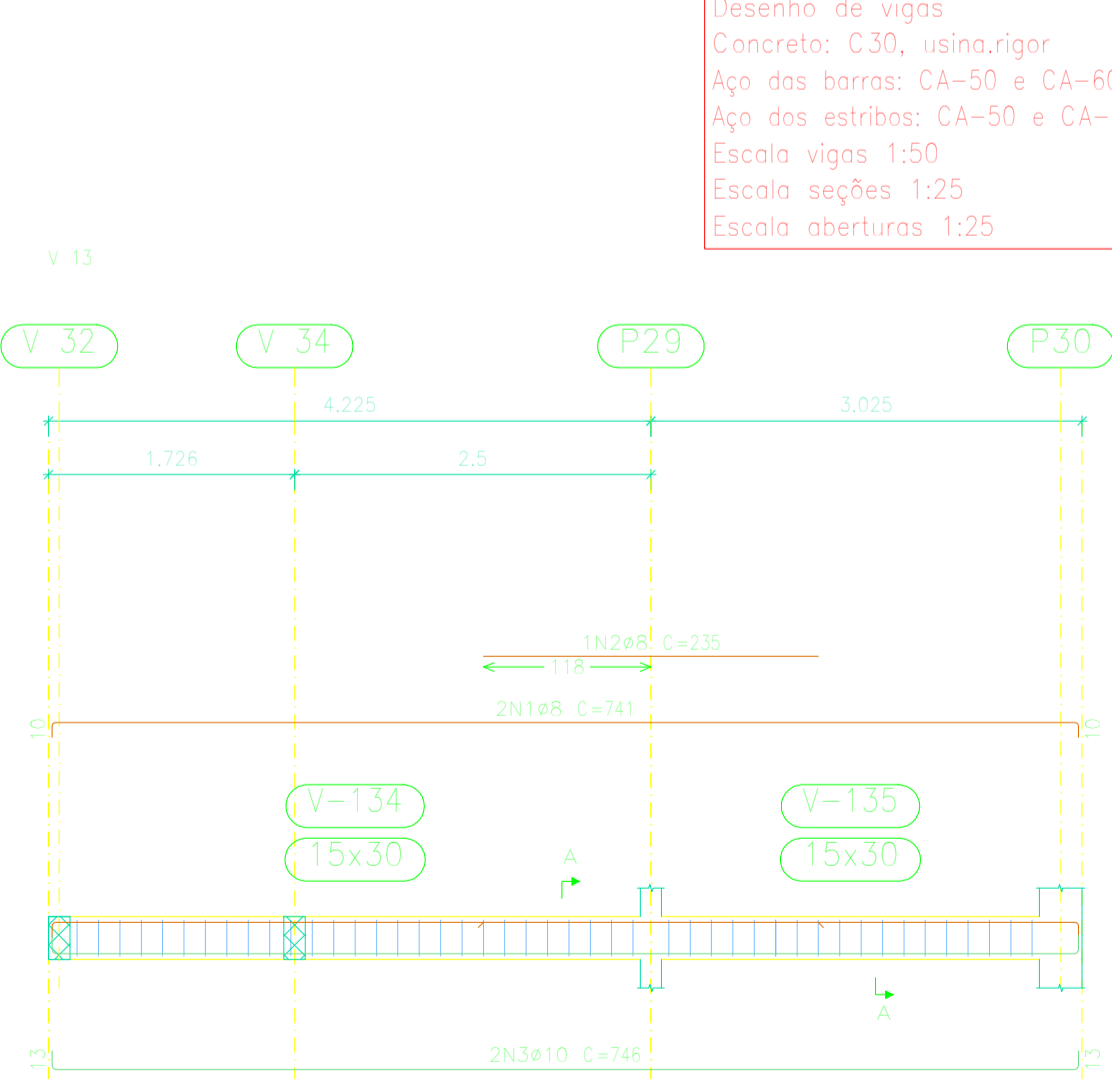 Desenho de vigas
Concreto: C30, usina.rigor
Aço das barras: CA-50 e CA-60
Aço dos estribos: CA-50 e CA-
Escala vigas 1:50
Escala seções 1:25
Escala aberturas 1:25
V 13
V 32 V 34 P29 P30
4.225 3.025
1.726 2.5
1N2ø8 C=235
118
2N1ø8 C=741
10 10
V-134 V-135
15x30 15x30
A
A
2N3ø10 C=746
13 13